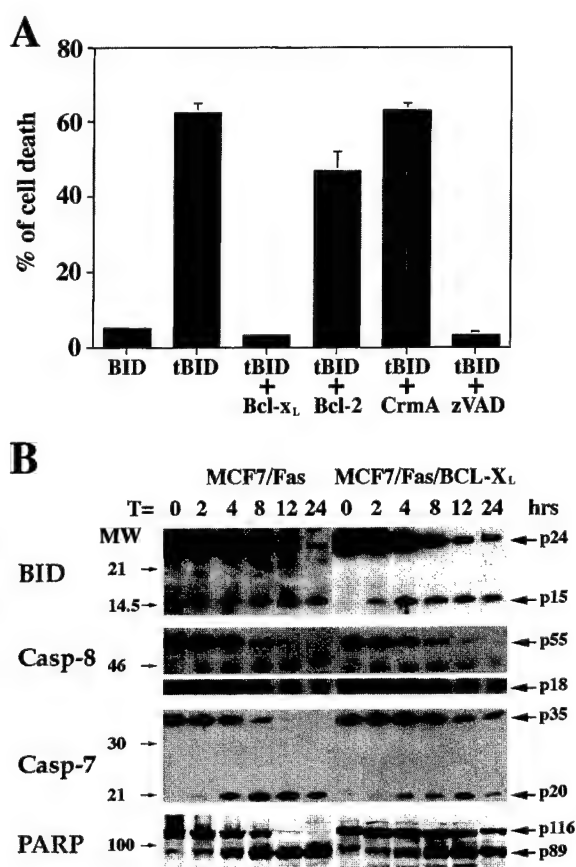 A
% of cell death
80
60
40
20
0
BID tBID tBID + Bcl-xL tBID + Bcl-2 tBID + CrmA tBID + zVAD
B
MCF7/Fas MCF7/Fas/BCL-XL
T= 0 2 4 8 12 24 0 2 4 8 12 24 hrs
MW
BID
21
14.5
p24
p15
Casp-8
46
p55
p18
Casp-7
30
21
p35
p20
PARP
100
p116
p89